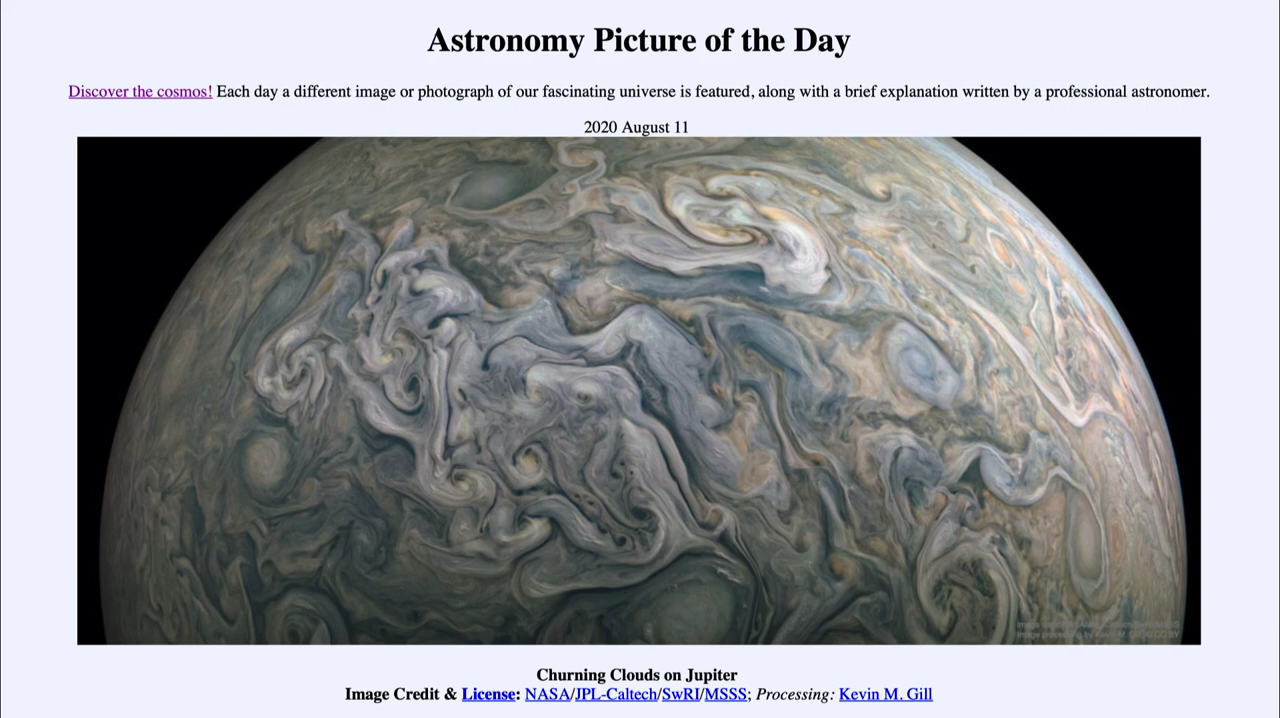 Astronomy Picture of the Day
Discover the cosmos! Each day a different image or photograph of our fascinating universe is featured, along with a brief explanation written by a professional astronomer.
2020 August 11
Churning Clouds on Jupiter
Image Credit & License: NASA/JPL-Caltech/SwRI/MSSS; Processing: Kevin M. Gill